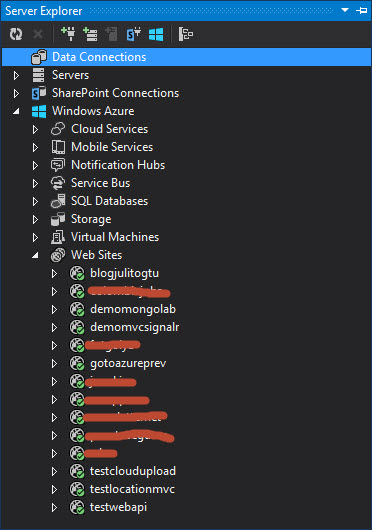 Server Explorer
Data Connections
Servers
SharePoint Connections
Windows Azure
Cloud Services
Mobile Services
Notification Hubs
Service Bus
SQL Databases
Storage
Virtual Machines
Web Sites
blogjulitogtu
demomongolab
demomvcsignalr
gotoazureprev
testcloudupload
testlocationmvc
testwebapi